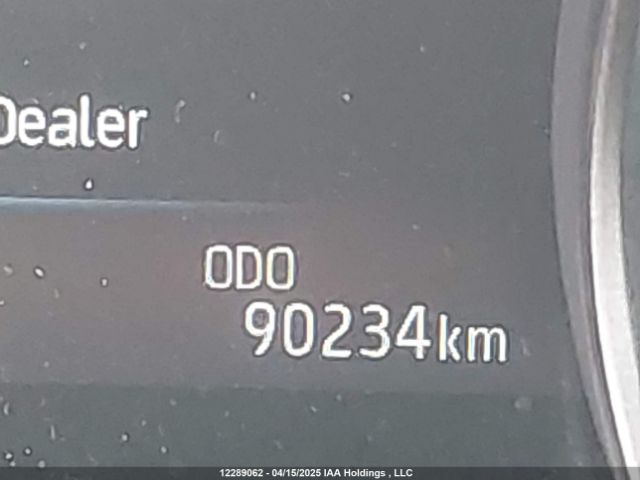 Dealer
ODO
90234km
12289062 - 04/15/2025 IAA Holdings , LLC